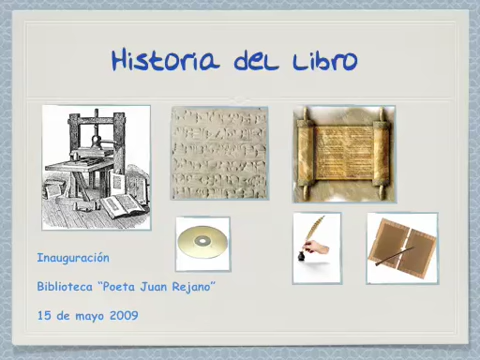 Historia del Libro
Inauguración
Biblioteca “Poeta Juan Rejano”
15 de mayo 2009